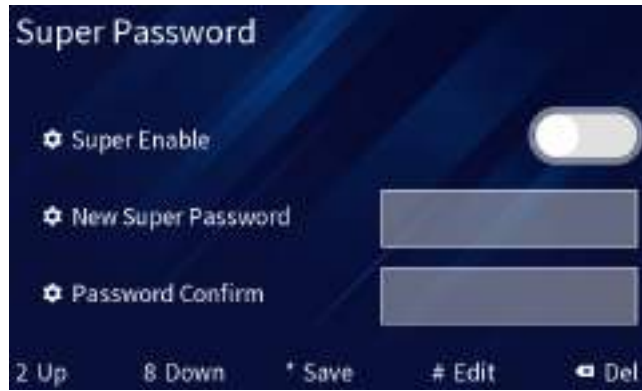 Super Password
Super Enable
New Super Password
Password Confirm
2 Up 8 Down * Save # Edit Del